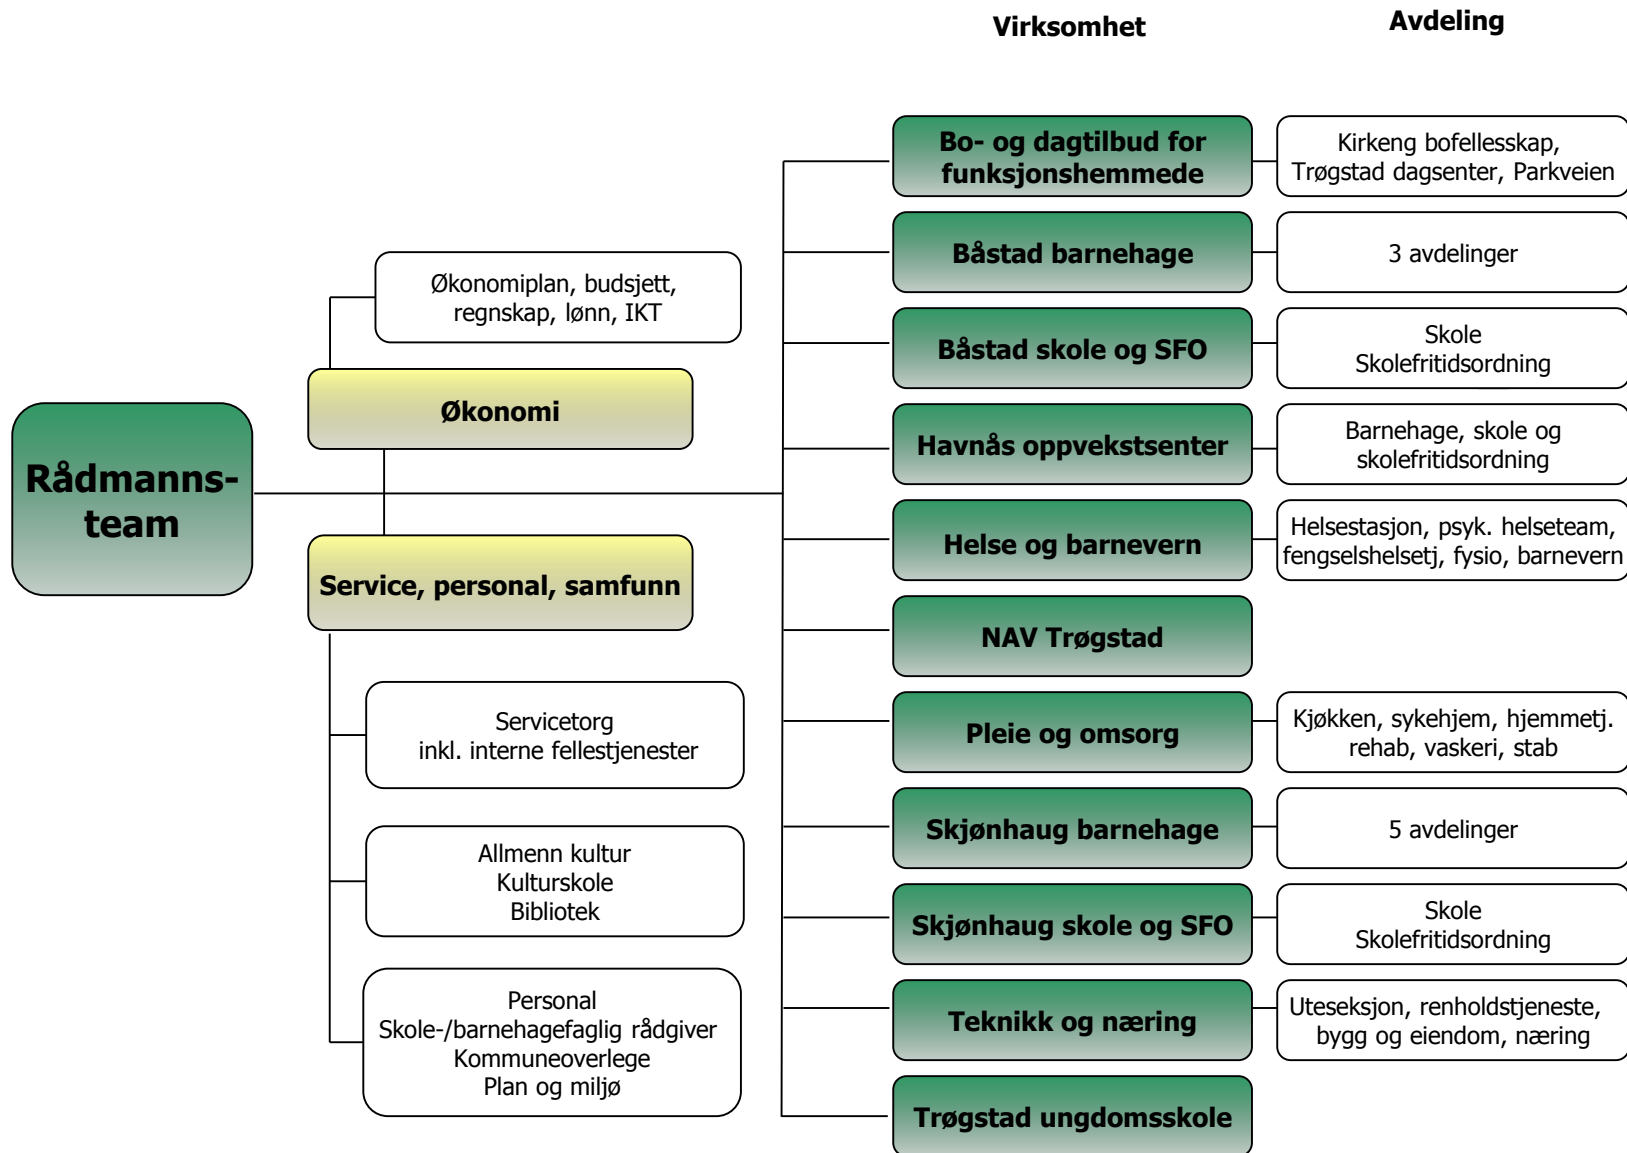 Virksomhet
Avdeling
Rådmanns-
team
Økonomiplan, budsjett,
regnskap, lønn, IKT
Økonomi
Service, personal, samfunn
Servicetorg
inkl. interne fellestjenester
Allmenn kultur
Kulturskole
Bibliotek
Personal
Skole-/barnehagefaglig rådgiver
Kommuneoverlege
Plan og miljø
Bo- og dagtilbud for
funksjonshemmede
Kirkeng bofellesskap,
Trøgstad dagsenter, Parkveien
Båstad barnehage
3 avdelinger
Båstad skole og SFO
Skole
Skolefritidsordning
Havnås oppvekstsenter
Barnehage, skole og
skolefritidsordning
Helse og barnevern
Helsestasjon, psyk. helseteam,
fengselshelsetj, fysio, barnevern
NAV Trøgstad
Pleie og omsorg
Kjøkken, sykehjem, hjemmetj.
rehab, vaskeri, stab
Skjønhaug barnehage
5 avdelinger
Skjønhaug skole og SFO
Skole
Skolefritidsordning
Teknikk og næring
Uteseksjon, renholdstjeneste,
bygg og eiendom, næring
Trøgstad ungdomsskole